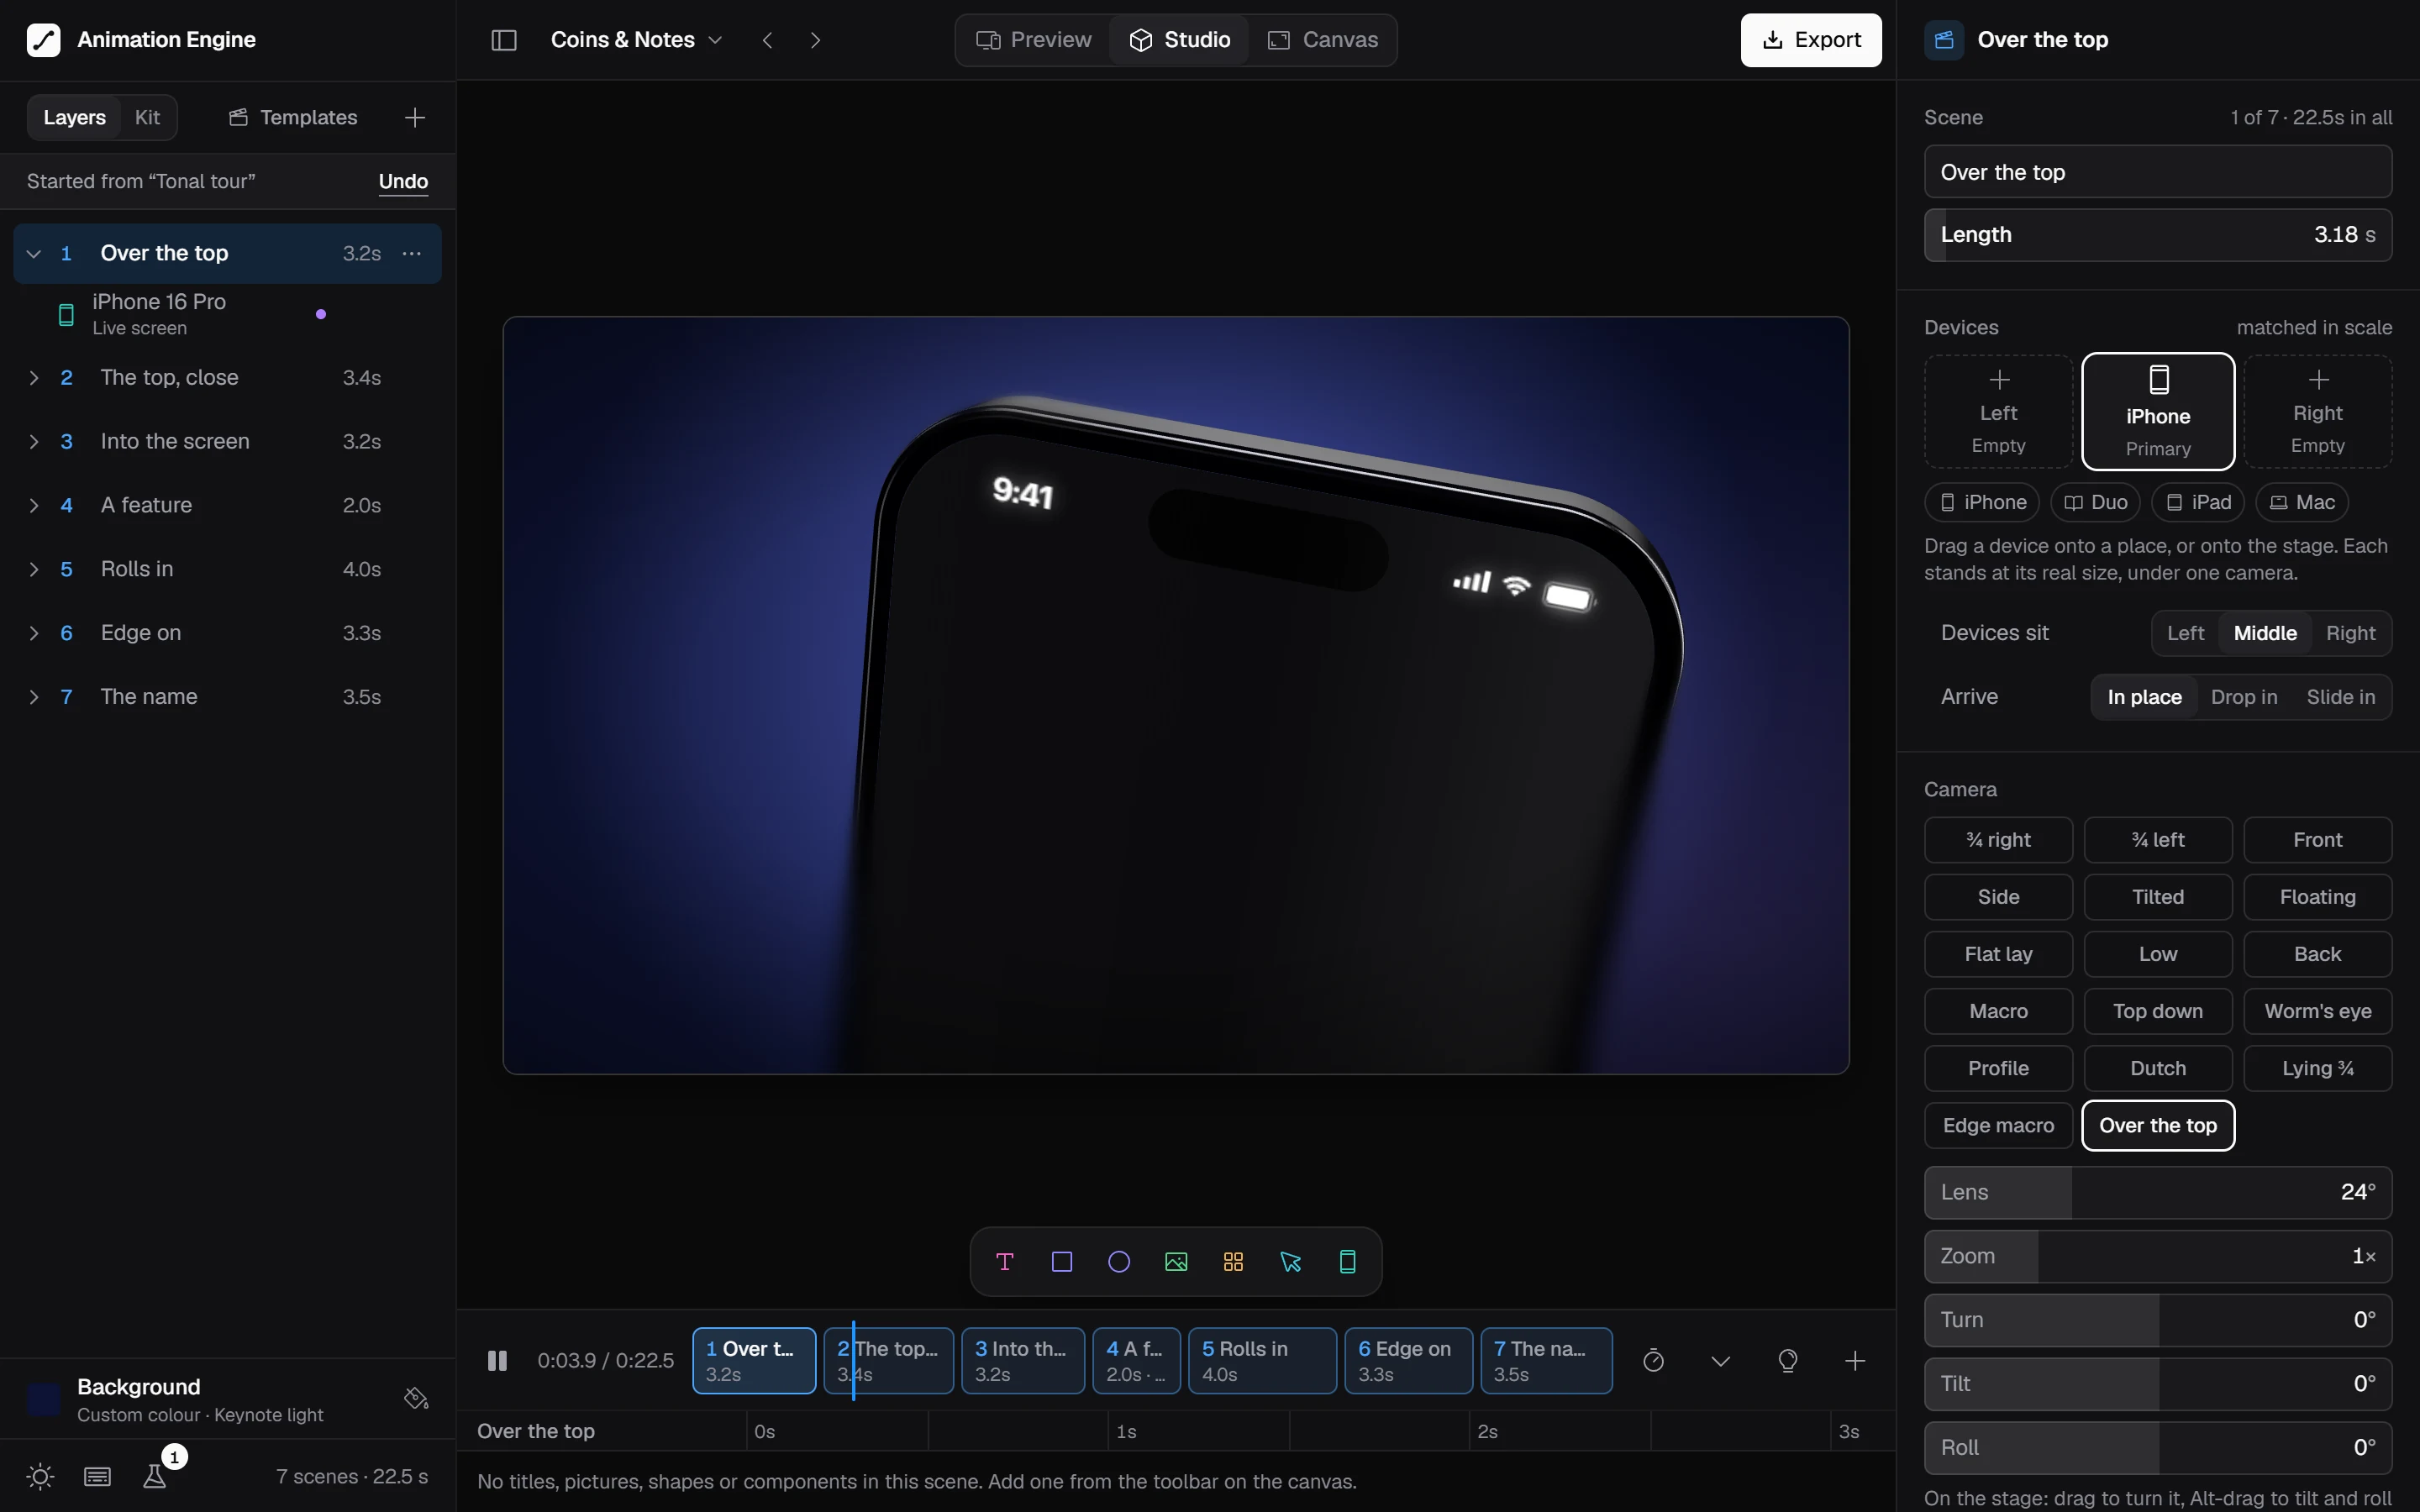 Animation Engine
Coins & Notes
Preview
Studio
Canvas
Export
Over the top
Layers
Kit
Templates
Started from “Tonal tour”
Undo
1 Over the top 3.2s
iPhone 16 Pro
Live screen
2 The top, close 3.4s
3 Into the screen 3.2s
4 A feature 2.0s
5 Rolls in 4.0s
6 Edge on 3.3s
7 The name 3.5s
Background
Custom colour · Keynote light
1
7 scenes · 22.5 s
9:41
0:03.9 / 0:22.5
1 Over t...
3.2s
2 The top...
3.4s
3 Into th...
3.2s
4 A f...
2.0s · ...
5 Rolls in
4.0s
6 Edge on
3.3s
7 The na...
3.5s
Over the top
0s
1s
2s
3s
No titles, pictures, shapes or components in this scene. Add one from the toolbar on the canvas.
Scene
1 of 7 · 22.5s in all
Over the top
Length 3.18 s
Devices
matched in scale
Left
Empty
iPhone
Primary
Right
Empty
iPhone
Duo
iPad
Mac
Drag a device onto a place, or onto the stage. Each
stands at its real size, under one camera.
Devices sit
Left
Middle
Right
Arrive
In place
Drop in
Slide in
Camera
¾ right
¾ left
Front
Side
Tilted
Floating
Flat lay
Low
Back
Macro
Top down
Worm's eye
Profile
Dutch
Lying ¾
Edge macro
Over the top
Lens 24°
Zoom 1×
Turn 0°
Tilt 0°
Roll 0°
On the stage: drag to turn it, Alt-drag to tilt and roll